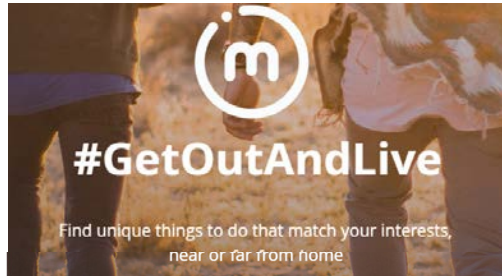 m
#GetOutAndLive
Find unique things to do that match your interests,
near or far from home